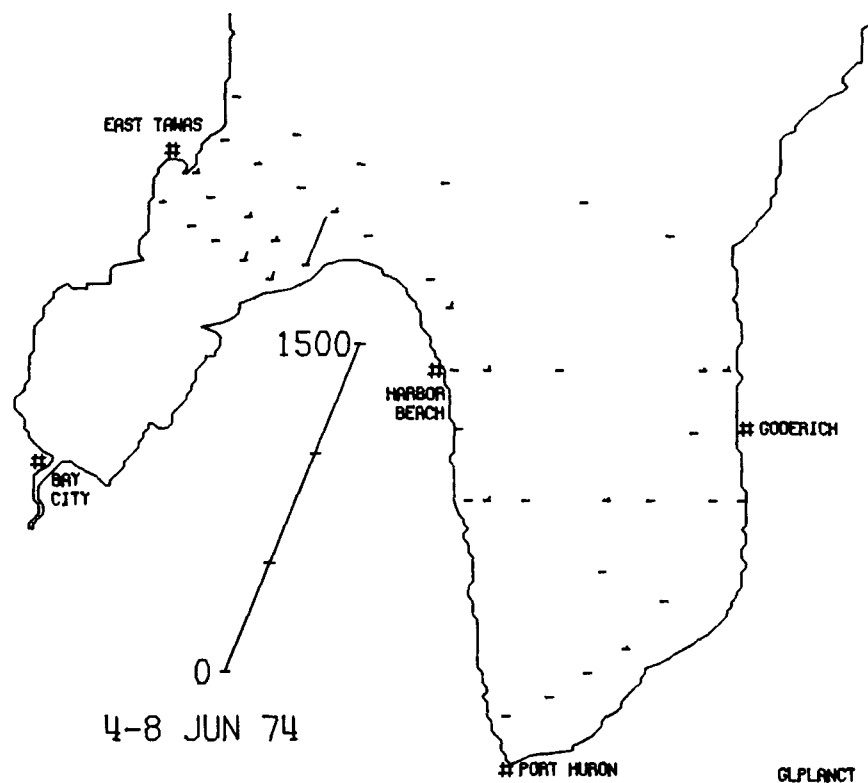 EAST TAWAS
#
1500
#
HARBOR
BEACH
# GODERICH
#
BAY
CITY
0
4-8 JUN 74
# PORT HURON
GLPLANCT